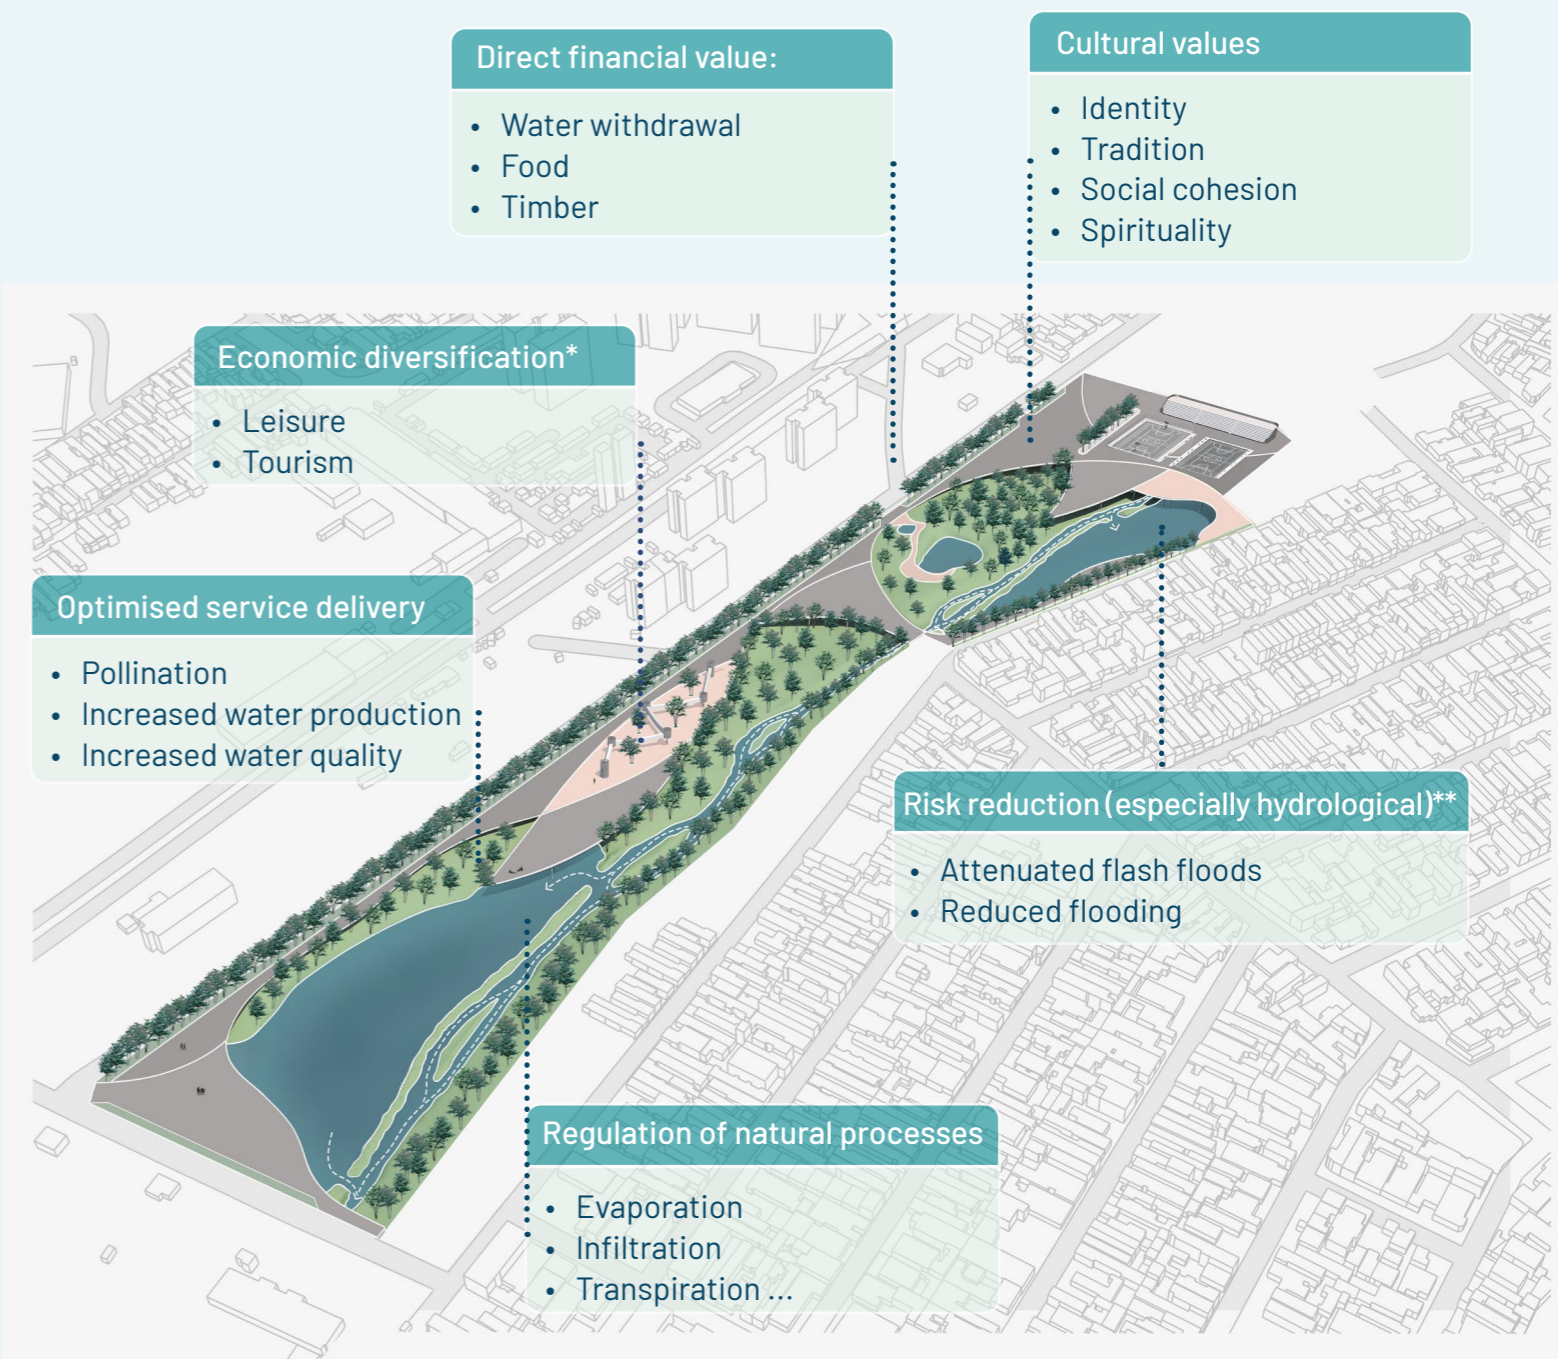 Direct financial value:
• Water withdrawal
• Food
• Timber
Cultural values
• Identity
• Tradition
• Social cohesion
• Spirituality
Economic diversification*
• Leisure
• Tourism
Optimised service delivery
• Pollination
• Increased water production
• Increased water quality
Risk reduction (especially hydrological)**
• Attenuated flash floods
• Reduced flooding
Regulation of natural processes
• Evaporation
• Infiltration
• Transpiration ...